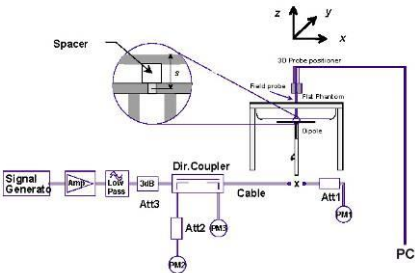 z
y
x
3D Probe positioner
Spacer
s
Field probe
Flat Phantom
Dipole
Dir.Coupler
Signal
Generato
Amp
Low
Pass
3dB
Cable
x
Att3
Att1
Att2
PM3
PM1
PM2
PC